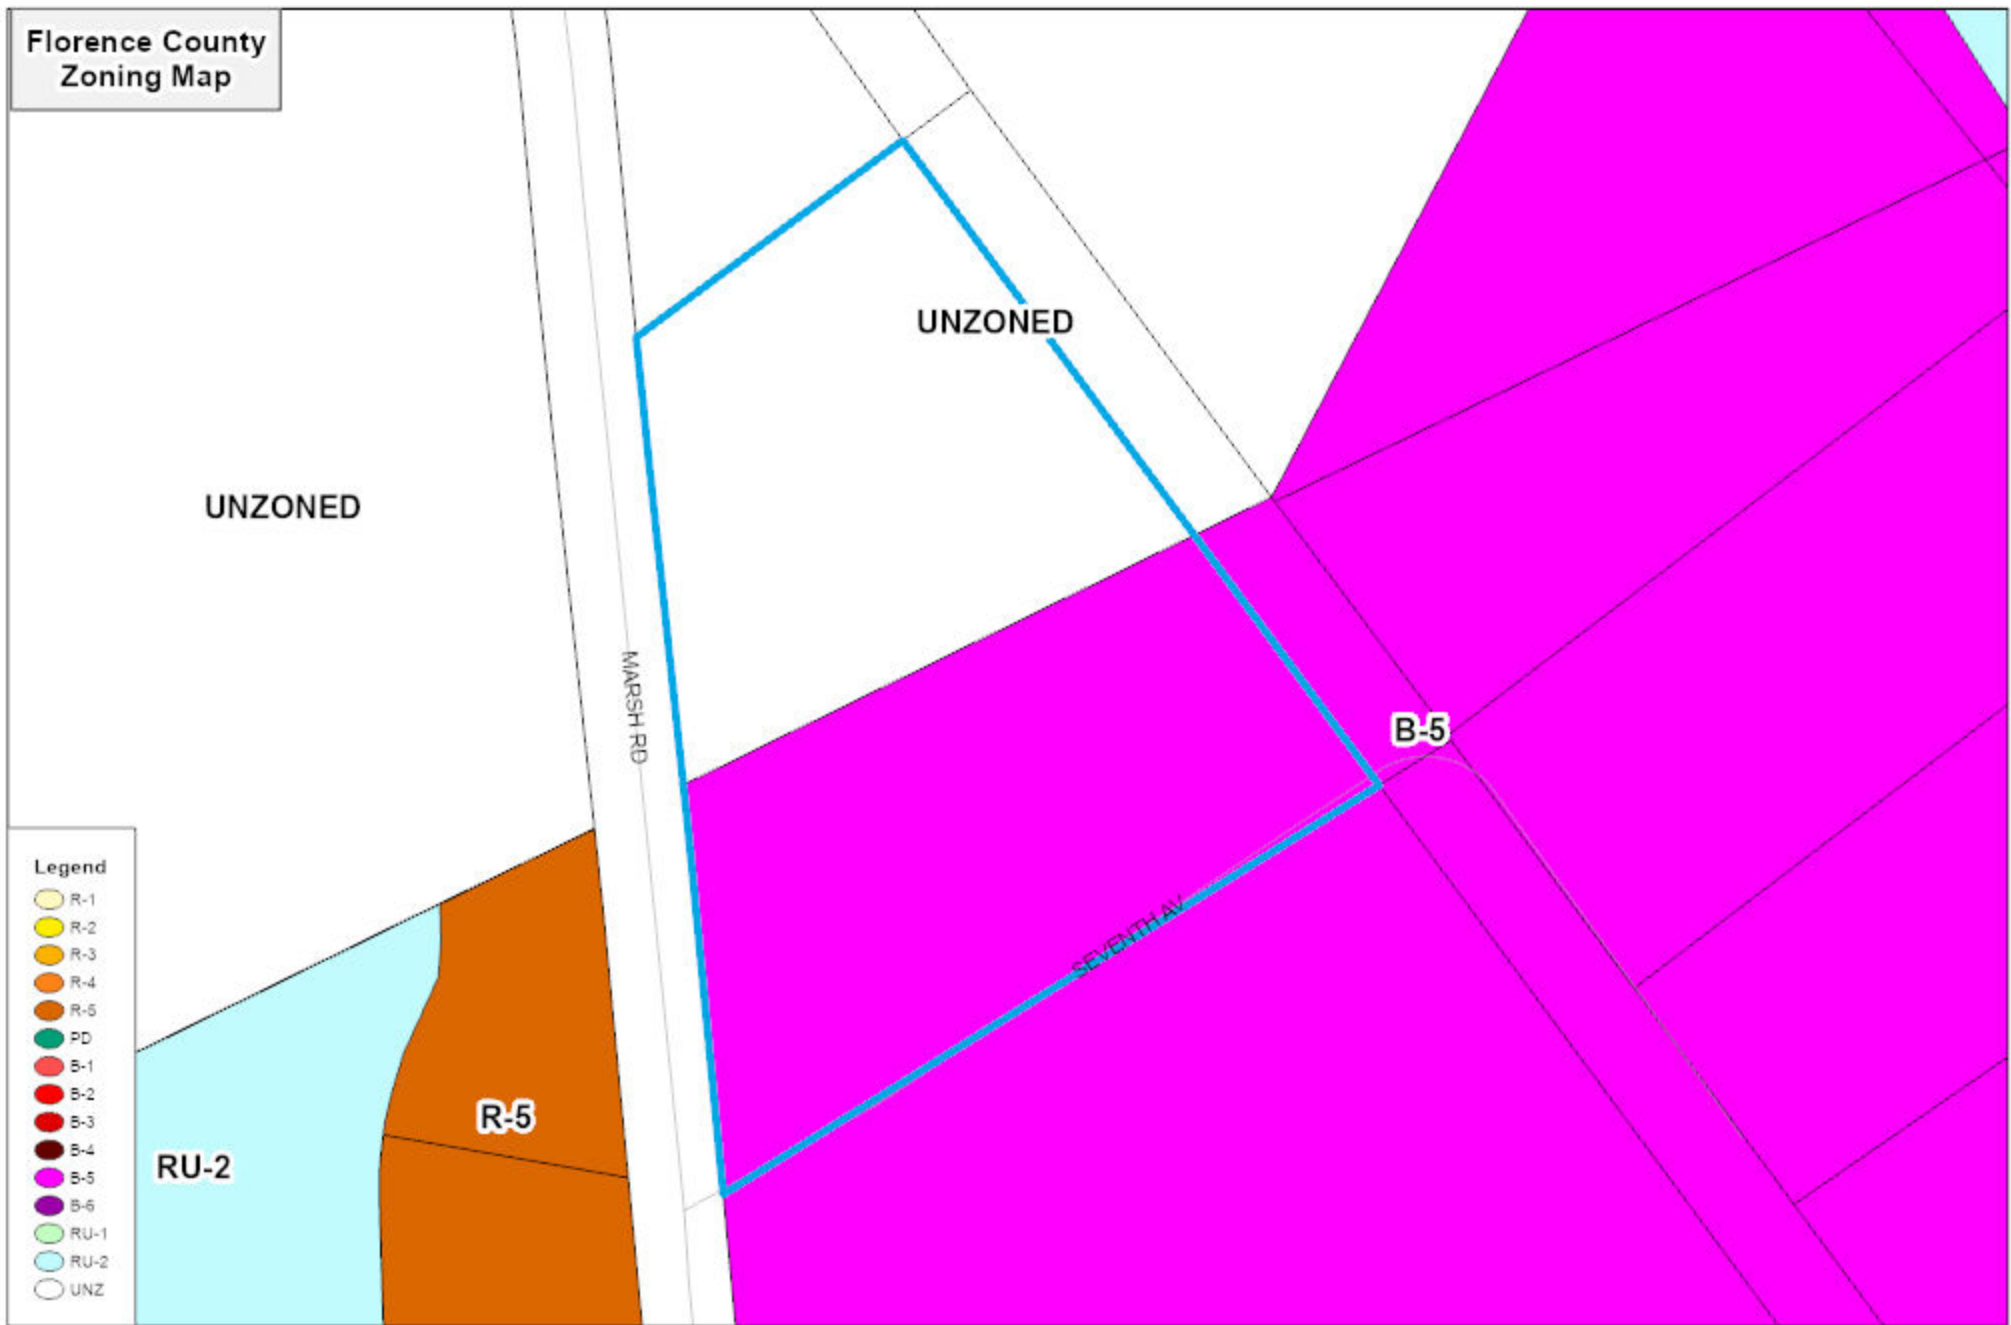 Florence County
Zoning Map
UNZONED
UNZONED
MARSH RD
B-5
SEVENTH AV
R-5
RU-2
Legend
R-1
R-2
R-3
R-4
R-5
PD
B-1
B-2
B-3
B-4
B-5
B-6
RU-1
RU-2
UNZ